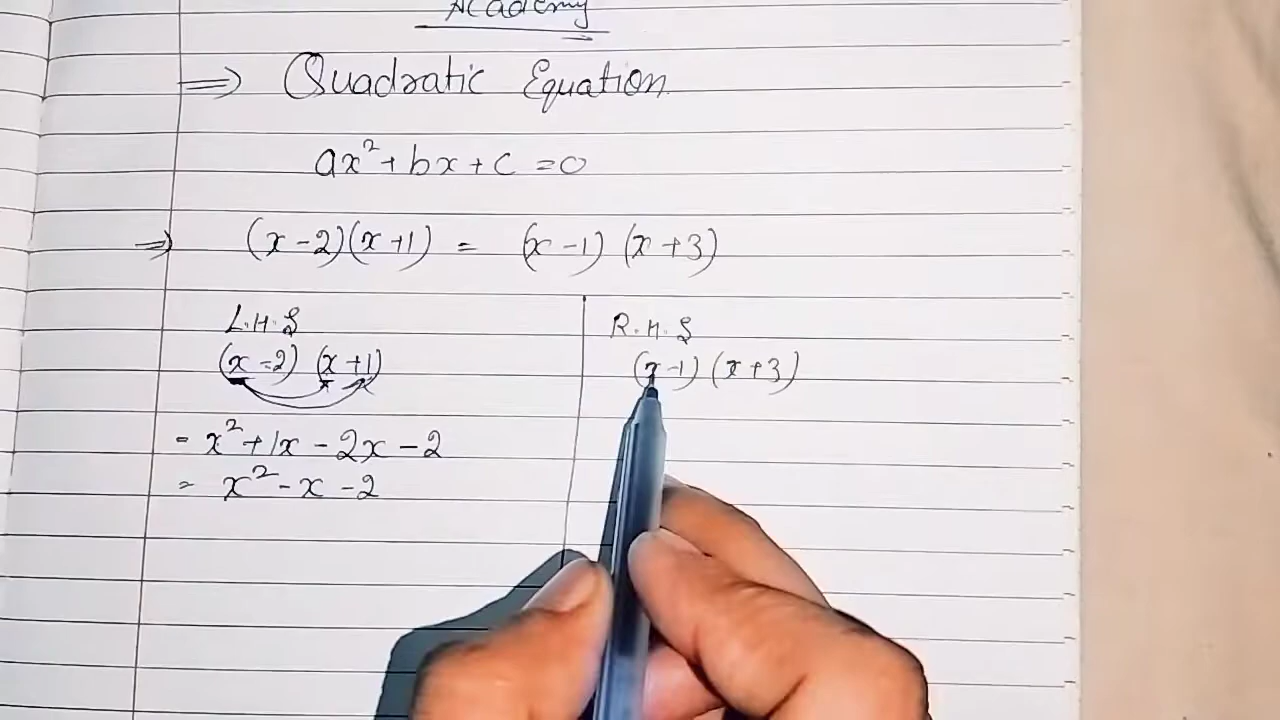 Academy
⇒ Quadratic Equation
ax²+bx+c=0
⇒ (x-2)(x+1) = (x-1) (x+3)
L.H.S
(x-2) (x+1)
= x²+1x-2x-2
= x²-x-2
R.H.S
(x-1)(x+3)